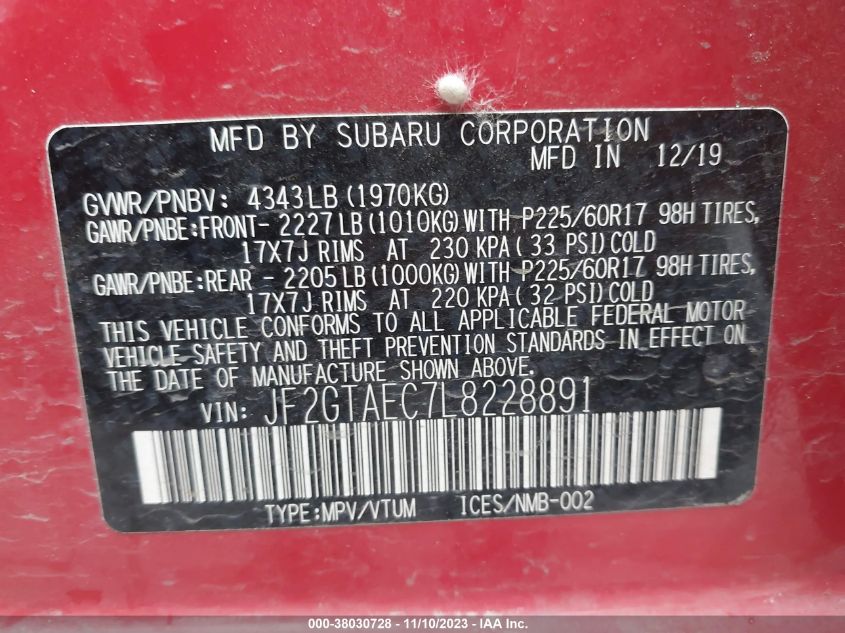 MFD BY SUBARU CORPORATION
MFD IN 12/19
GVWR/PNBV: 4343LB (1970KG)
GAWR/PNBE:FRONT- 2227LB(1010KG)WITH P225/60R17 98H TIRES,
17X7J RIMS AT 230 KPA( 33 PSI)COLD
GAWR/PNBE:REAR - 2205LB(1000KG)WITH P225/60R17 98H TIRES,
17X7J RIMS AT 220 KPA( 32 PSI)COLD
THIS VEHICLE CONFORMS TO ALL APPLICABLE FEDERAL MOTOR
VEHICLE SAFETY AND THEFT PREVENTION STANDARDS IN EFFECT ON
THE DATE OF MANUFACTURE SHOWN ABOVE.
VIN: JF2GTAEC7L8228891
TYPE:MPV/VTUM ICES/NMB-002
000-38030728 - 11/10/2023 - IAA Inc.